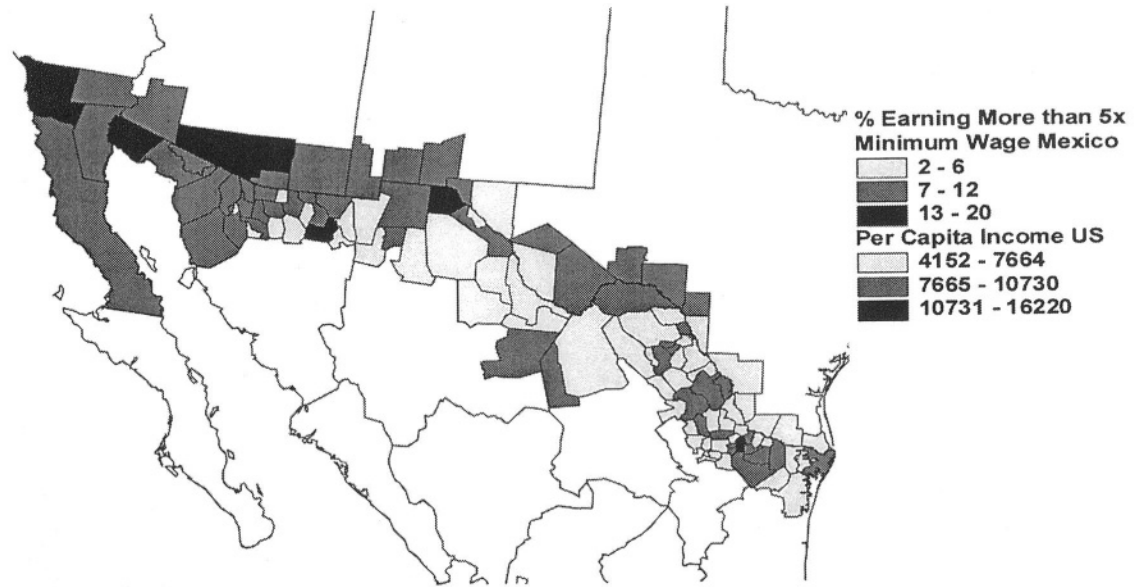 % Earning More than 5x
Minimum Wage Mexico
2 - 6
7 - 12
13 - 20
Per Capita Income US
4152 - 7664
7665 - 10730
10731 - 16220